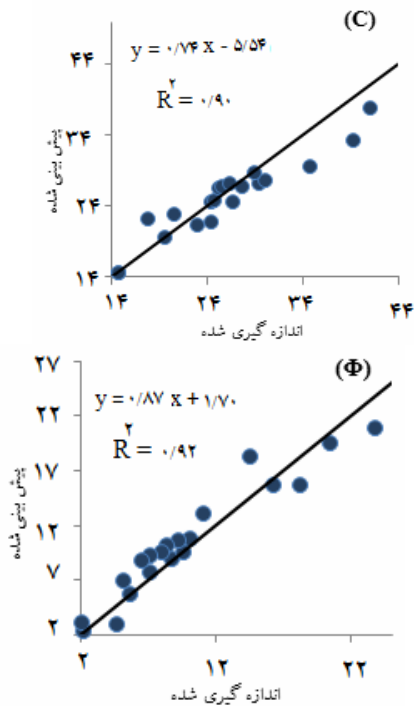 (C)
y = ۰/۷۴ x - ۵/۵۴
R² = ۰/۹۰
۴۴
۳۴
۲۴
۱۴
پیش بینی شده
۱۴ ۲۴ ۳۴ ۴۴
اندازه گیری شده
(Φ)
y = ۰/۸۷ x + ۱/۷۰
R² = ۰/۹۲
۲۷
۲۲
۱۷
۱۲
۷
۲
پیش بینی شده
۲ ۱۲ ۲۲
اندازه گیری شده